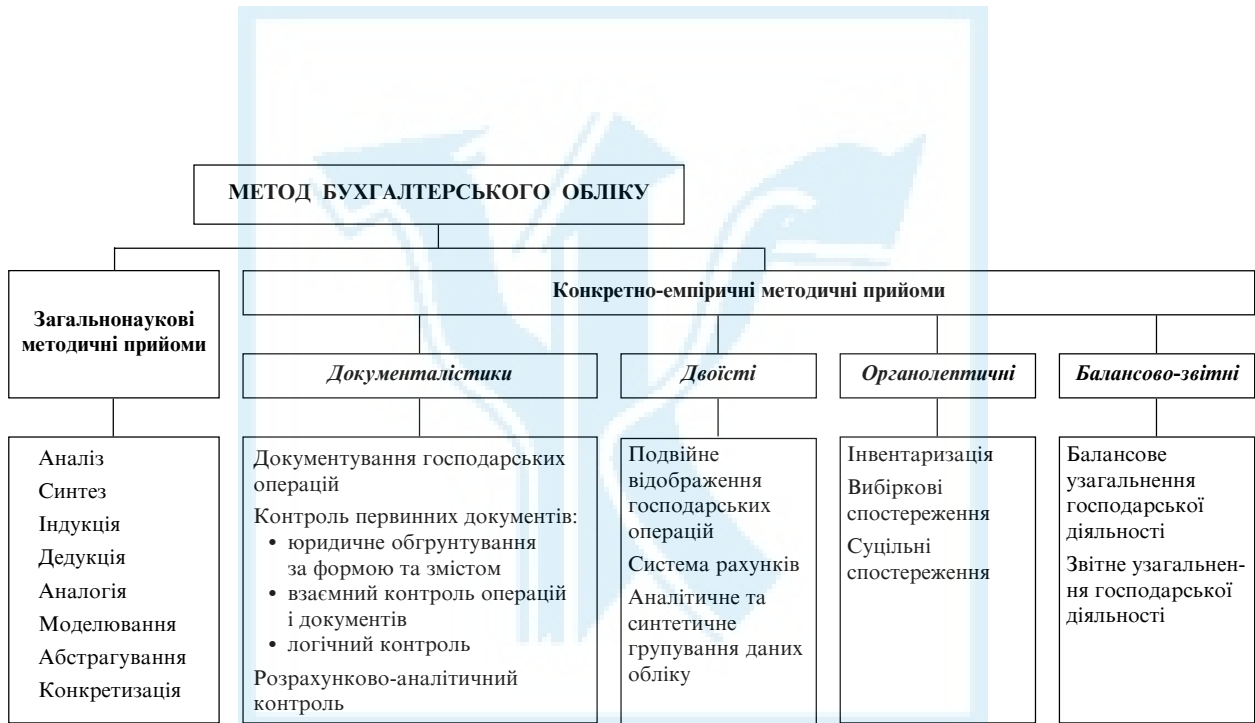 МЕТОД БУХГАЛТЕРСЬКОГО ОБЛІКУ
Загальнонаукові
методичні прийоми
Конкретно-емпіричні методичні прийоми
Документалістики
Двоїсті
Органолептичні
Балансово-звітні
Аналіз
Синтез
Індукція
Дедукція
Аналогія
Моделювання
Абстрагування
Конкретизація
Документування господарських
операцій
Контроль первинних документів:
• юридичне обгрунтування
за формою та змістом
• взаємний контроль операцій
і документів
• логічний контроль
Розрахунково-аналітичний
контроль
Подвійне
відображення
господарських
операцій
Система рахунків
Аналітичне та
синтетичне
групування даних
обліку
Інвентаризація
Вибіркові
спостереження
Суцільні
спостереження
Балансове
узагальнення
господарської
діяльності
Звітне узагальнен-
ня господарської
діяльності